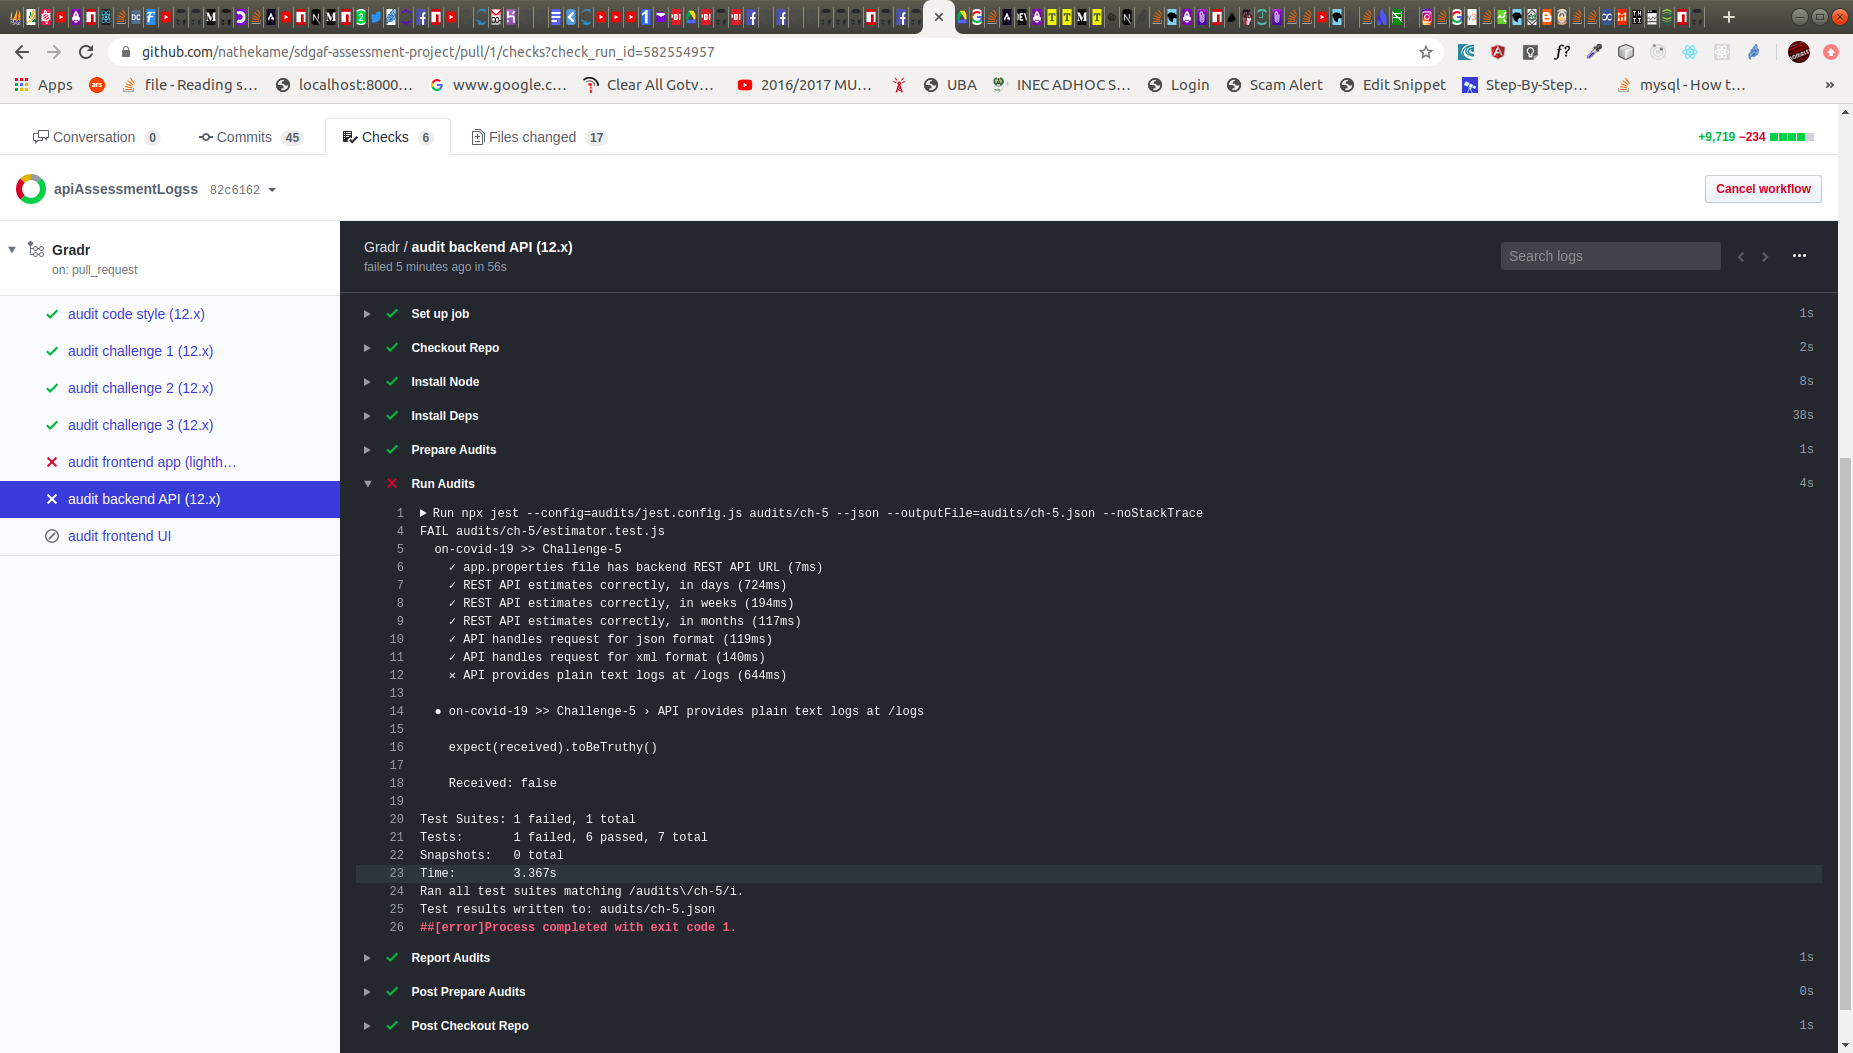 github.com/nathekame/sdgaf-assessment-project/pull/1/checks?check_run_id=582554957
Apps
file - Reading s…
localhost:8000…
www.google.c…
Clear All Gotv…
2016/2017 MU…
UBA
INEC ADHOC S…
Login
Scam Alert
Edit Snippet
Step-By-Step…
mysql - How t…
»
Conversation 0
Commits 45
Checks 6
Files changed 17
+9,719 −234
apiAssessmentLogss 82c6162
Cancel workflow
Gradr
on: pull_request
audit code style (12.x)
audit challenge 1 (12.x)
audit challenge 2 (12.x)
audit challenge 3 (12.x)
audit frontend app (lighth…
audit backend API (12.x)
audit frontend UI
Gradr / audit backend API (12.x)
failed 5 minutes ago in 56s
Search logs
Set up job 1s
Checkout Repo 2s
Install Node 8s
Install Deps 38s
Prepare Audits 1s
Run Audits 4s
1 Run npx jest --config=audits/jest.config.js audits/ch-5 --json --outputFile=audits/ch-5.json --noStackTrace
4 FAIL audits/ch-5/estimator.test.js
5 on-covid-19 >> Challenge-5
6 ✓ app.properties file has backend REST API URL (7ms)
7 ✓ REST API estimates correctly, in days (724ms)
8 ✓ REST API estimates correctly, in weeks (194ms)
9 ✓ REST API estimates correctly, in months (117ms)
10 ✓ API handles request for json format (119ms)
11 ✓ API handles request for xml format (140ms)
12 ✕ API provides plain text logs at /logs (644ms)
13
14 ● on-covid-19 >> Challenge-5 › API provides plain text logs at /logs
15
16 expect(received).toBeTruthy()
17
18 Received: false
19
20 Test Suites: 1 failed, 1 total
21 Tests: 1 failed, 6 passed, 7 total
22 Snapshots: 0 total
23 Time: 3.367s
24 Ran all test suites matching /audits\/ch-5/i.
25 Test results written to: audits/ch-5.json
26 ##[error]Process completed with exit code 1.
Report Audits 1s
Post Prepare Audits 0s
Post Checkout Repo 1s